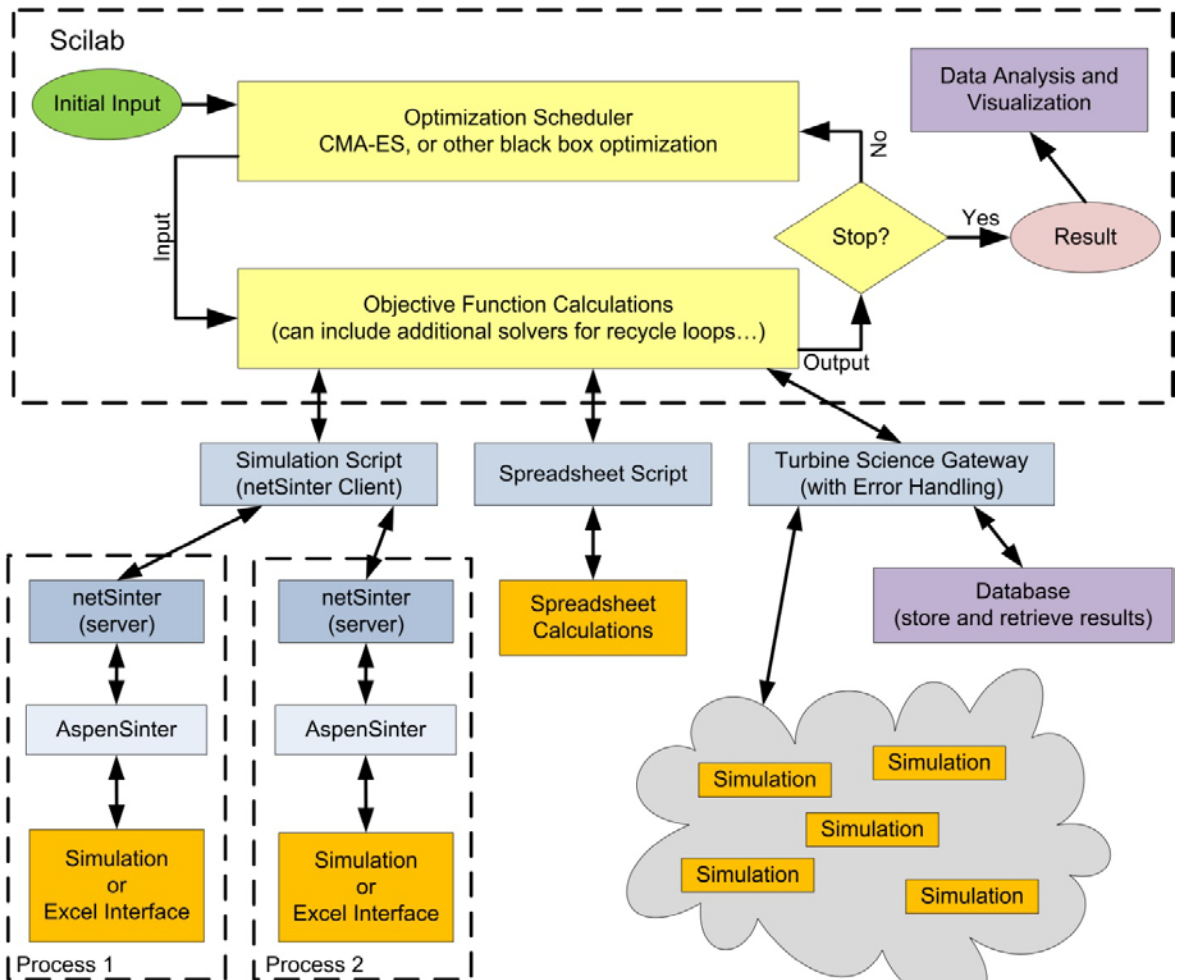 Scilab
Initial Input
Optimization Scheduler
CMA-ES, or other black box optimization
Data Analysis and
Visualization
No
Input
Stop?
Yes
Result
Objective Function Calculations
(can include additional solvers for recycle loops…)
Output
Simulation Script
(netSinter Client)
Spreadsheet Script
Turbine Science Gateway
(with Error Handling)
netSinter
(server)
netSinter
(server)
Spreadsheet
Calculations
Database
(store and retrieve results)
AspenSinter
AspenSinter
Simulation
Simulation
Simulation
Simulation
Simulation
Simulation
or
Excel Interface
Simulation
or
Excel Interface
Process 1
Process 2